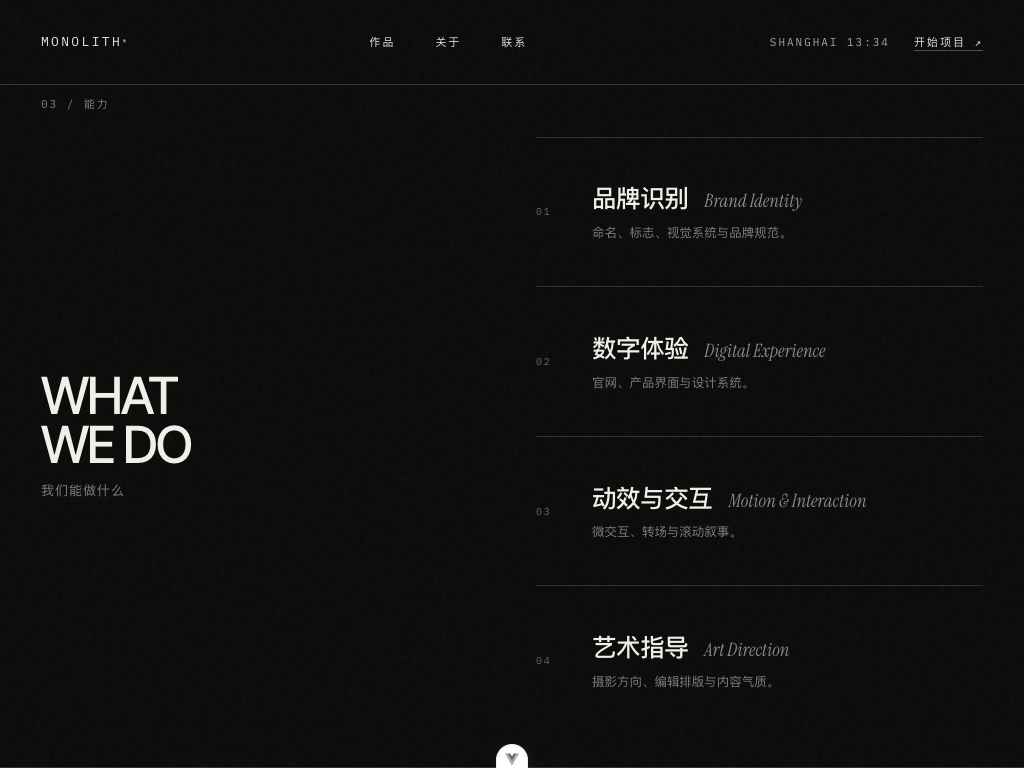 MONOLITH
作品
关于
联系
SHANGHAI 13:34
开始项目 ↗
03 / 能力
WHAT
WE DO
我们能做什么
01
品牌识别 Brand Identity
命名、标志、视觉系统与品牌规范。
02
数字体验 Digital Experience
官网、产品界面与设计系统。
03
动效与交互 Motion & Interaction
微交互、转场与滚动叙事。
04
艺术指导 Art Direction
摄影方向、编辑排版与内容气质。